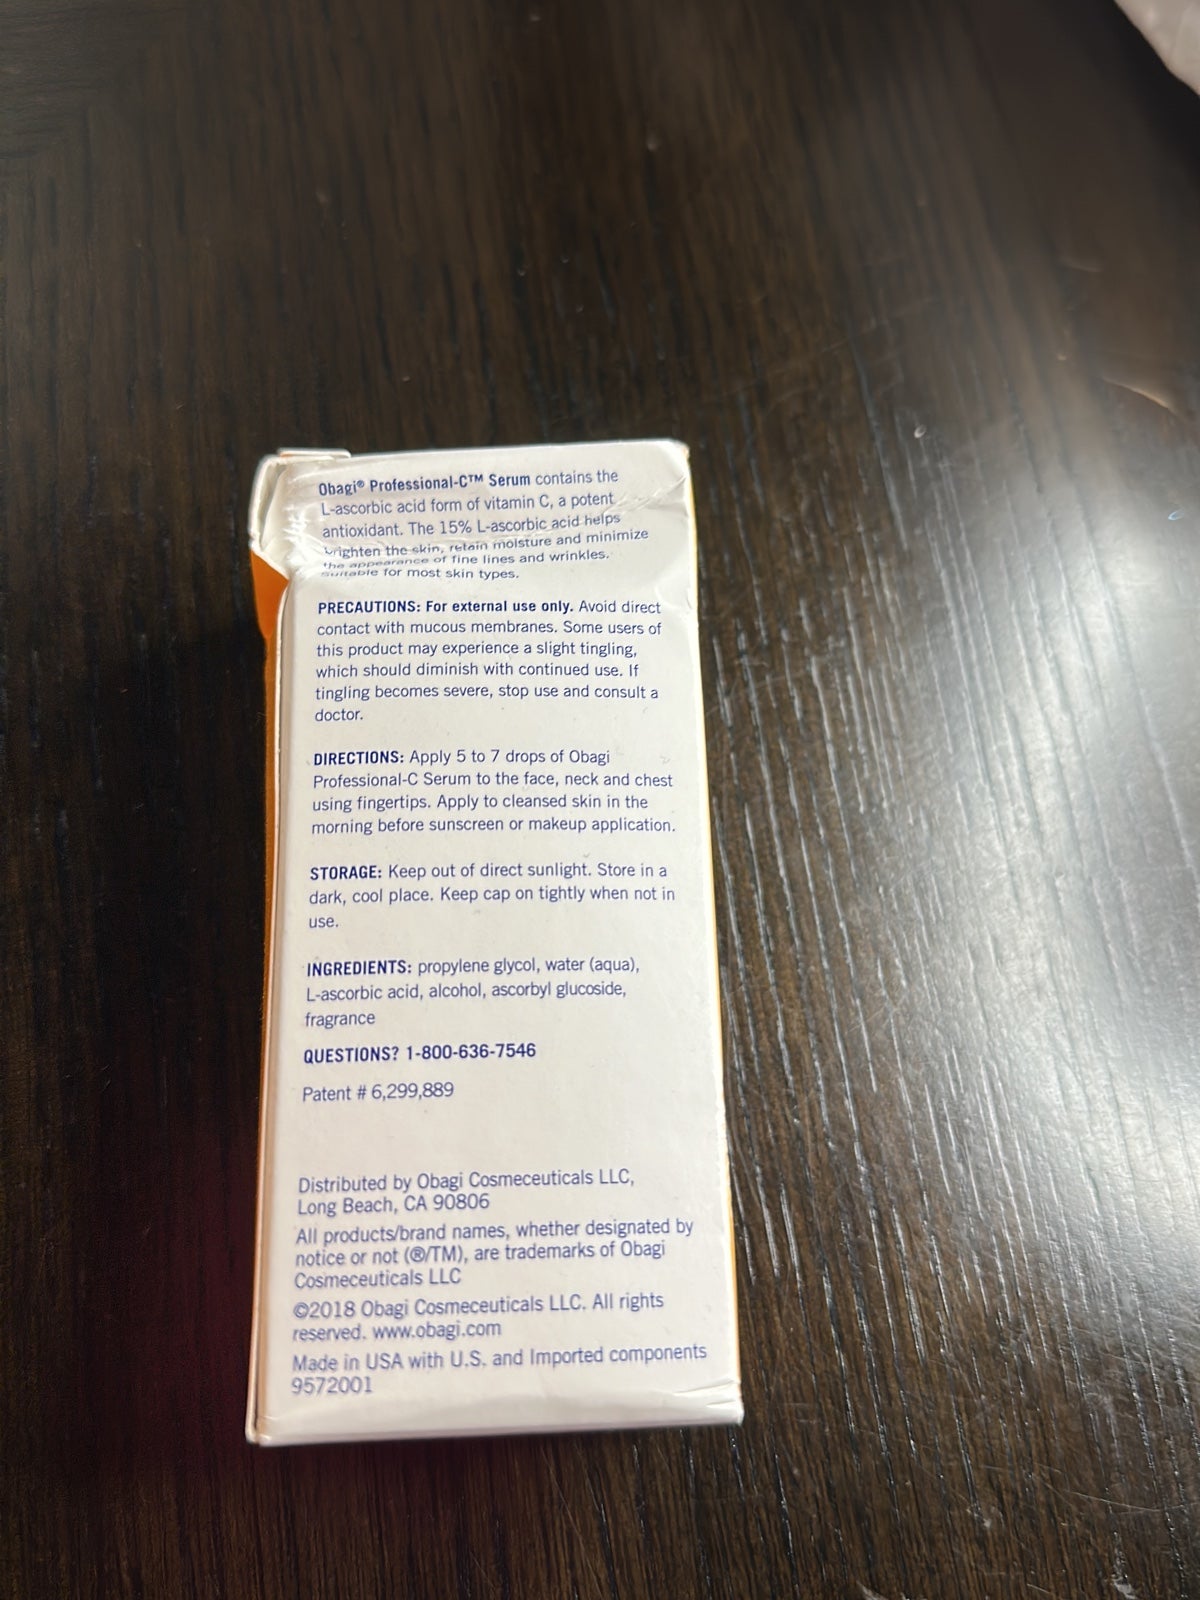 Obagi® Professional-C™ Serum contains the
L-ascorbic acid form of vitamin C, a potent
antioxidant. The 15% L-ascorbic acid helps
brighten the skin, retain moisture and minimize
the appearance of fine lines and wrinkles.
Suitable for most skin types.
PRECAUTIONS: For external use only. Avoid direct
contact with mucous membranes. Some users of
this product may experience a slight tingling,
which should diminish with continued use. If
tingling becomes severe, stop use and consult a
doctor.
DIRECTIONS: Apply 5 to 7 drops of Obagi
Professional-C Serum to the face, neck and chest
using fingertips. Apply to cleansed skin in the
morning before sunscreen or makeup application.
STORAGE: Keep out of direct sunlight. Store in a
dark, cool place. Keep cap on tightly when not in
use.
INGREDIENTS: propylene glycol, water (aqua),
L-ascorbic acid, alcohol, ascorbyl glucoside,
fragrance
QUESTIONS? 1-800-636-7546
Patent # 6,299,889
Distributed by Obagi Cosmeceuticals LLC,
Long Beach, CA 90806
All products/brand names, whether designated by
notice or not (®/TM), are trademarks of Obagi
Cosmeceuticals LLC
©2018 Obagi Cosmeceuticals LLC. All rights
reserved. www.obagi.com
Made in USA with U.S. and Imported components
9572001